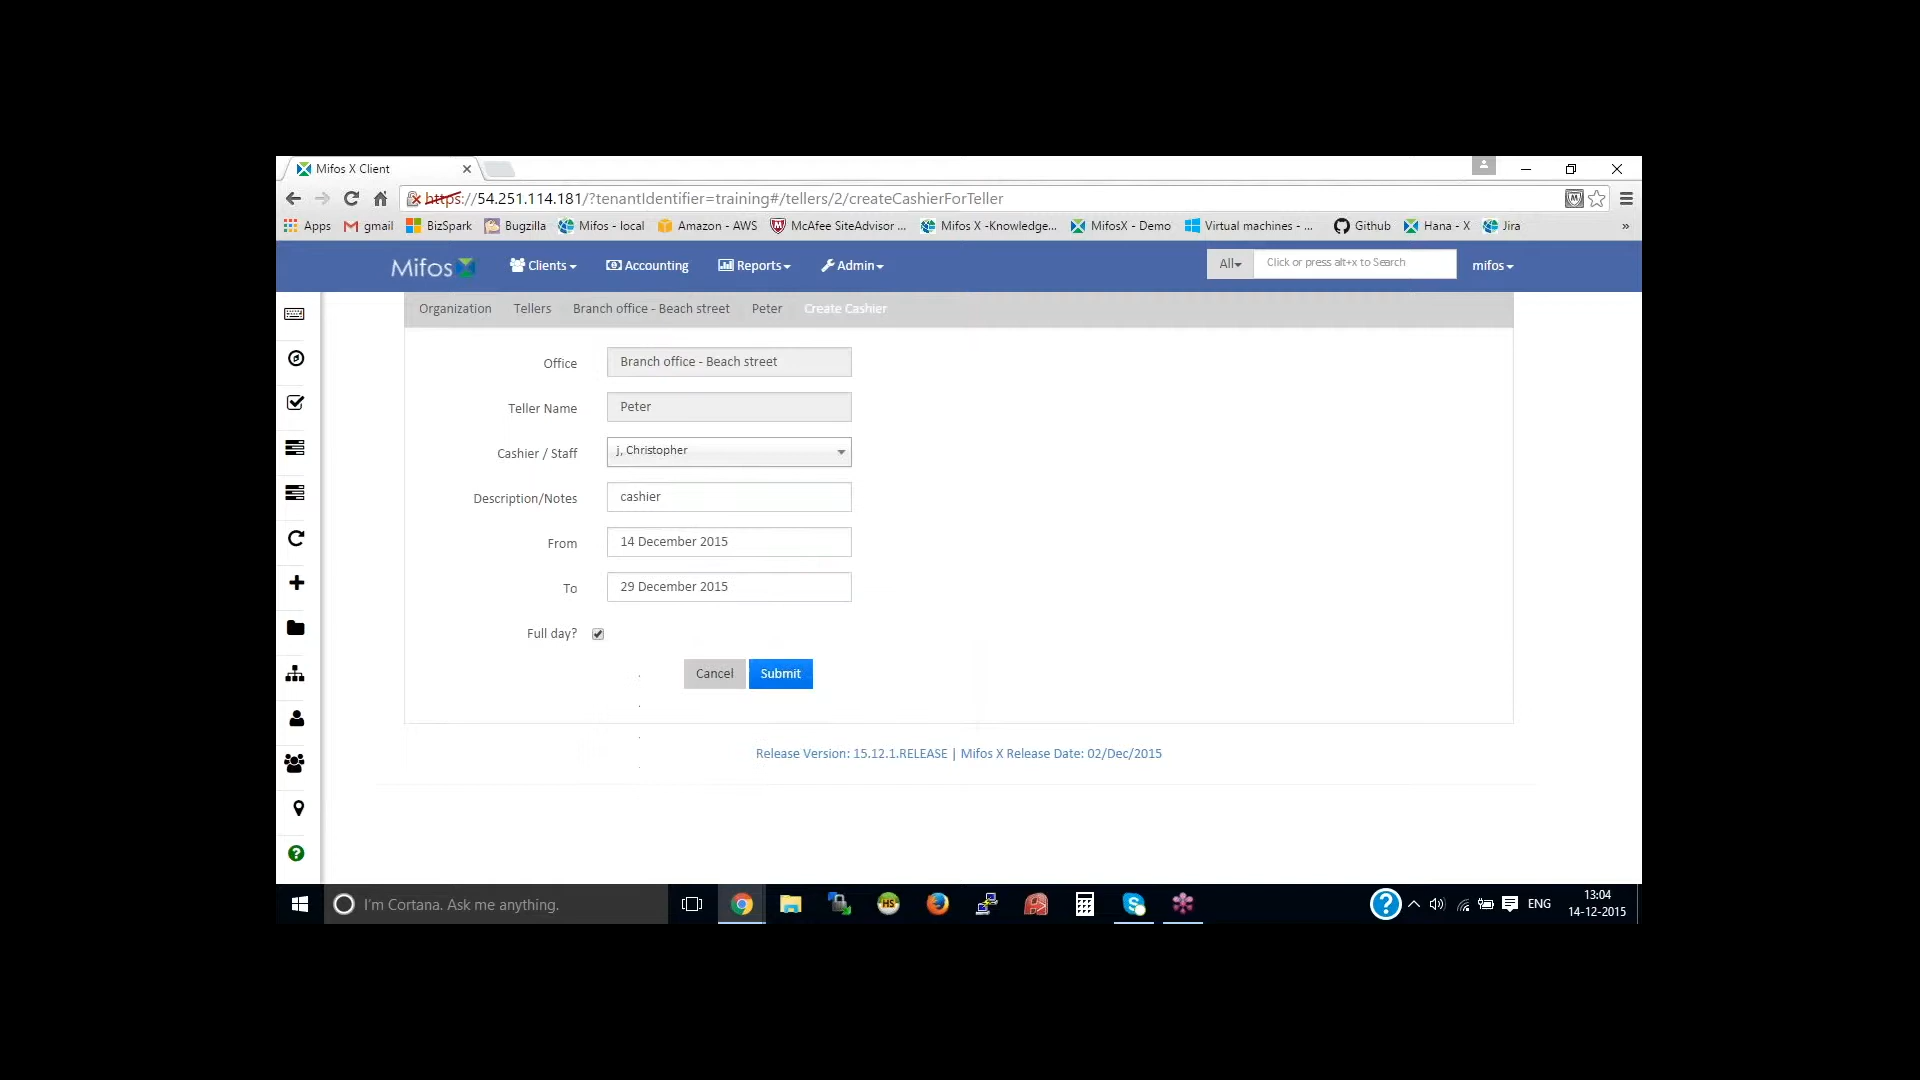 Mifos X Client
https://54.251.114.181/?tenantIdentifier=training#/tellers/2/createCashierForTeller
Apps gmail BizSpark Bugzilla Mifos - local Amazon - AWS McAfee SiteAdvisor ... Mifos X -Knowledge... MifosX - Demo Virtual machines - ... Github Hana - X Jira »
Mifos Clients Accounting Reports Admin All Click or press alt+x to Search mifos
Organization Tellers Branch office - Beach street Peter Create Cashier
Office Branch office - Beach street
Teller Name Peter
Cashier / Staff j, Christopher
Description/Notes cashier
From 14 December 2015
To 29 December 2015
Full day?
Cancel Submit
Release Version: 15.12.1.RELEASE | Mifos X Release Date: 02/Dec/2015
I'm Cortana. Ask me anything. HS ENG 13:04
14-12-2015